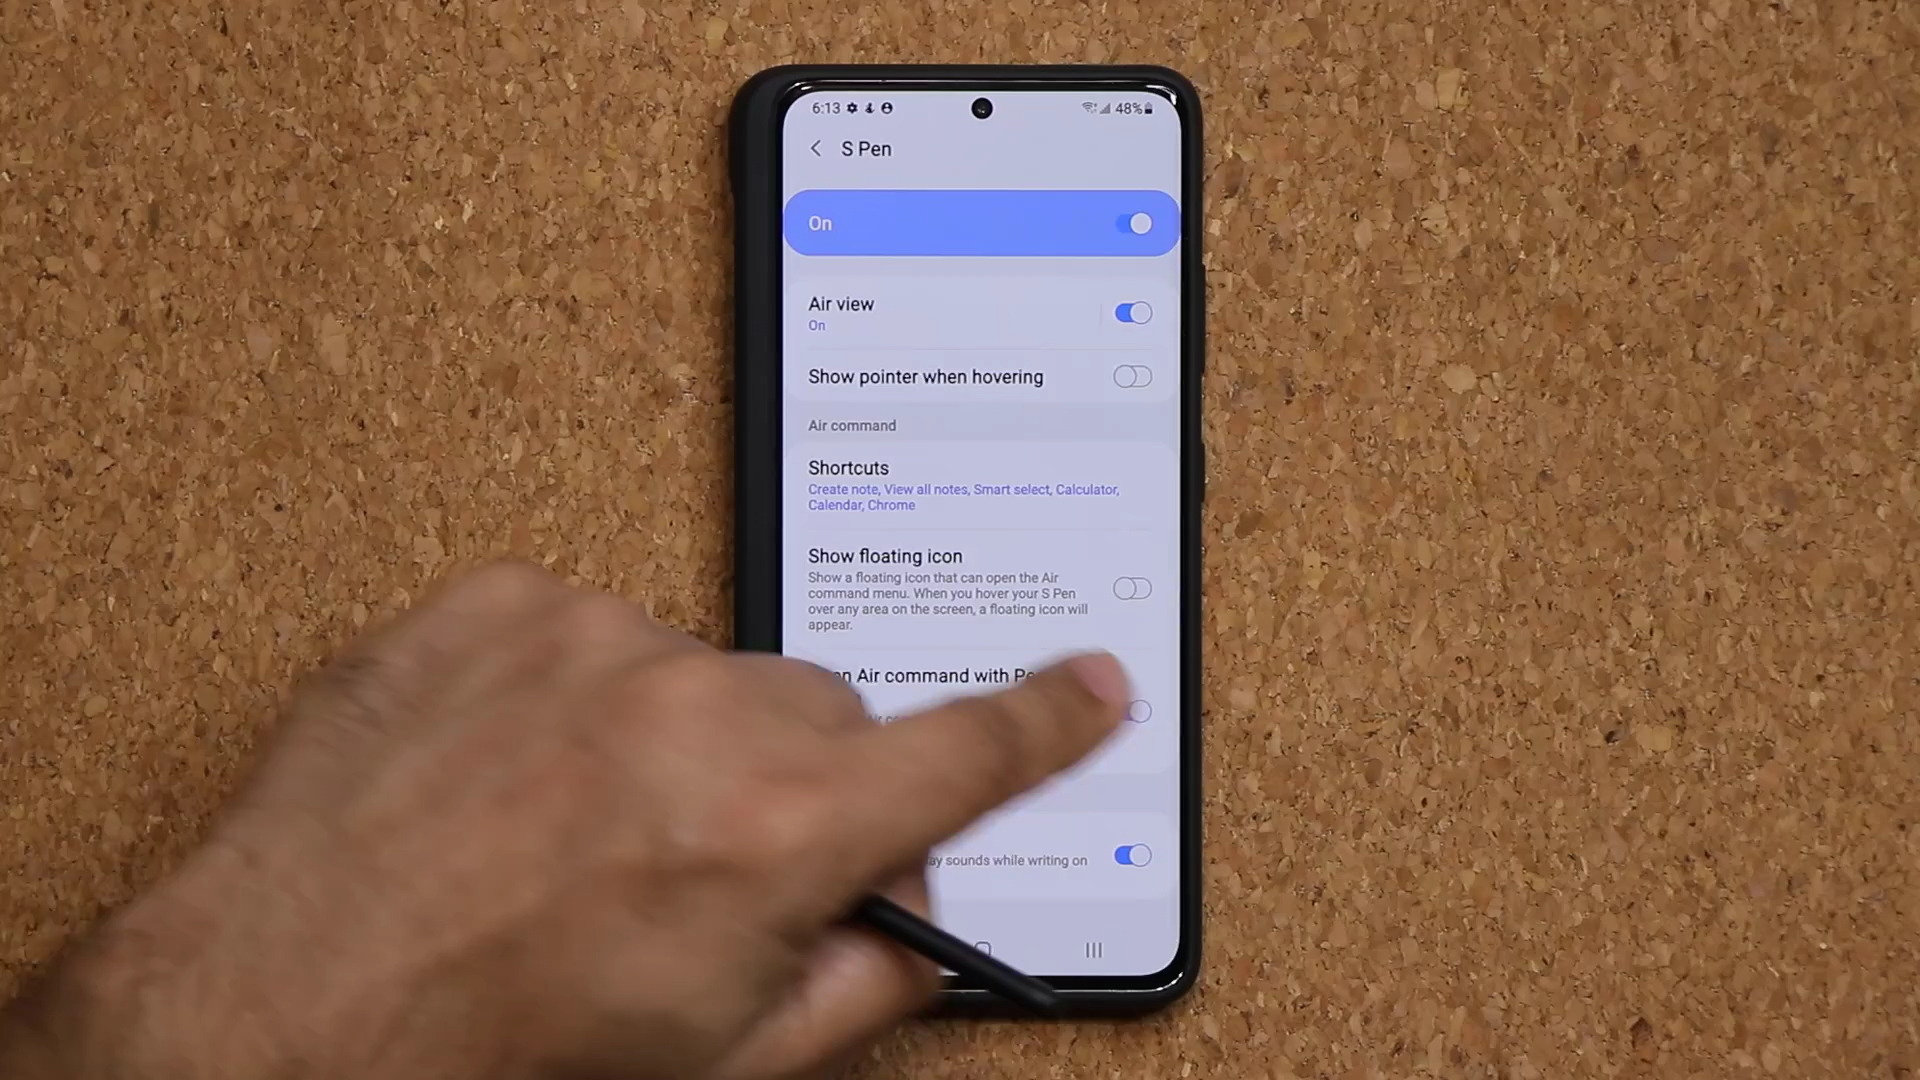 6:13 48%
S Pen
On
Air view
On
Show pointer when hovering
Air command
Shortcuts
Create note, View all notes, Smart select, Calculator,
Calendar, Chrome
Show floating icon
Show a floating icon that can open the Air
command menu. When you hover your S Pen
over any area on the screen, a floating icon will
appear.
Air command with
sounds while writing on